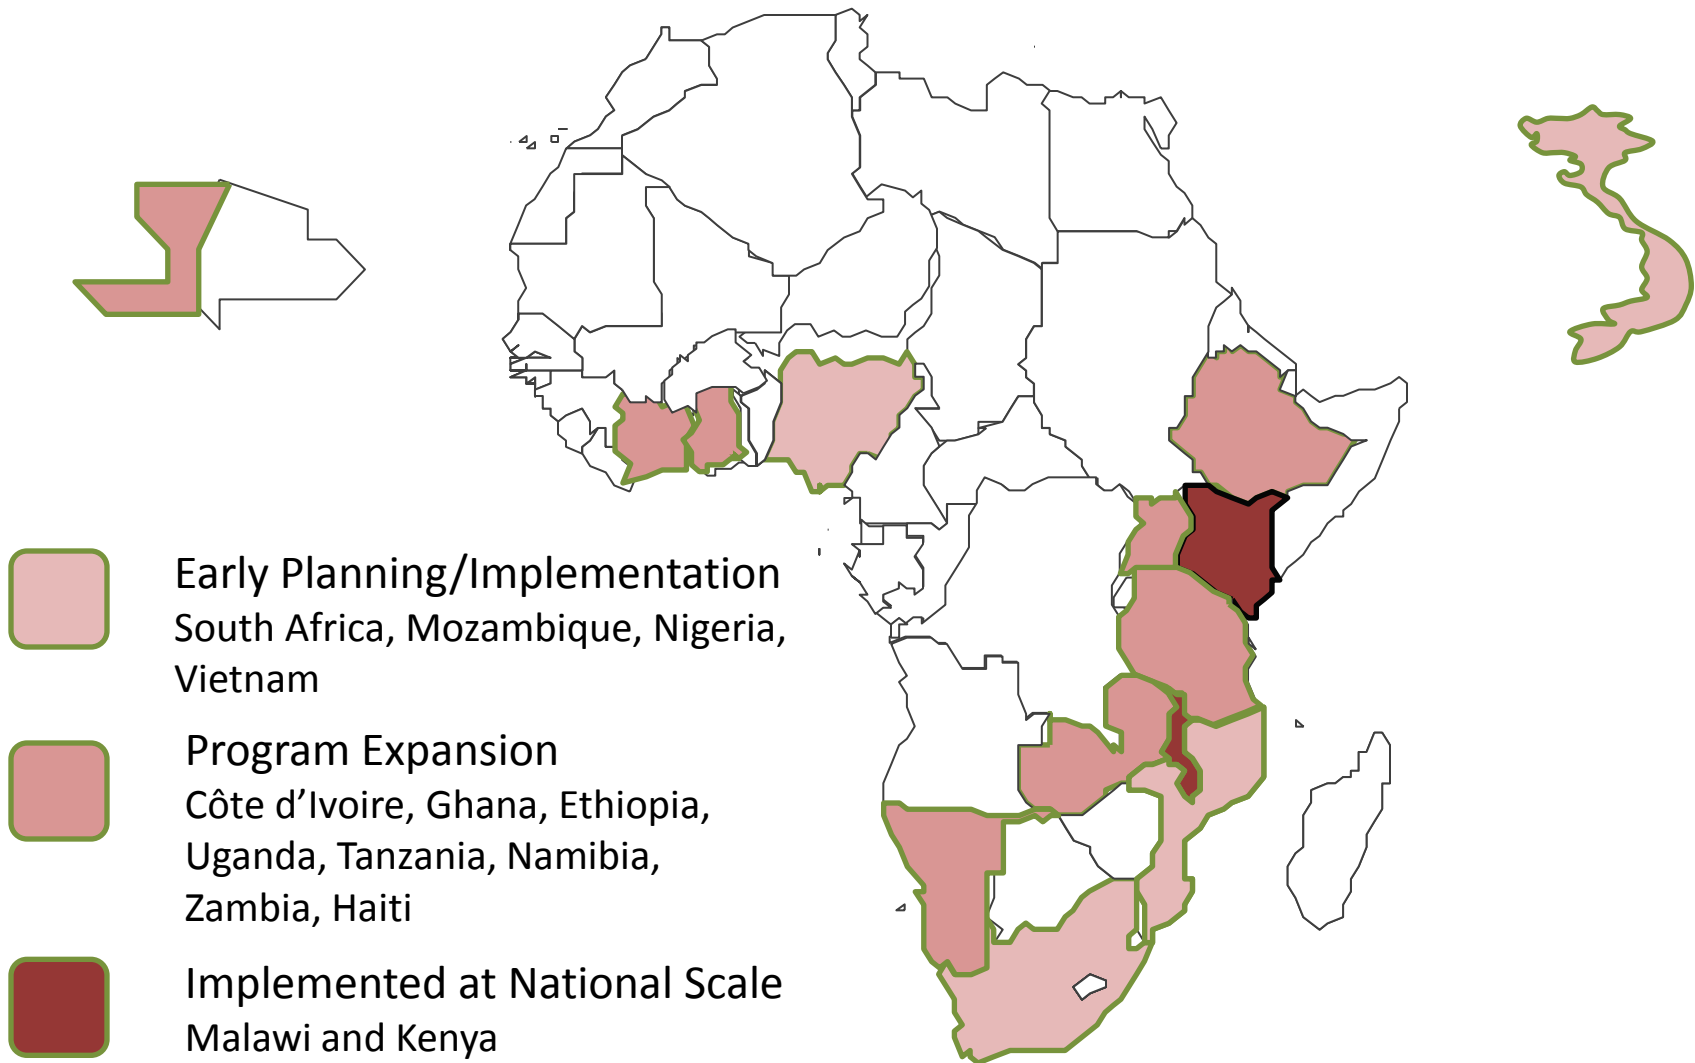 Early Planning/Implementation
South Africa, Mozambique, Nigeria,
Vietnam
Program Expansion
Côte d’Ivoire, Ghana, Ethiopia,
Uganda, Tanzania, Namibia,
Zambia, Haiti
Implemented at National Scale
Malawi and Kenya